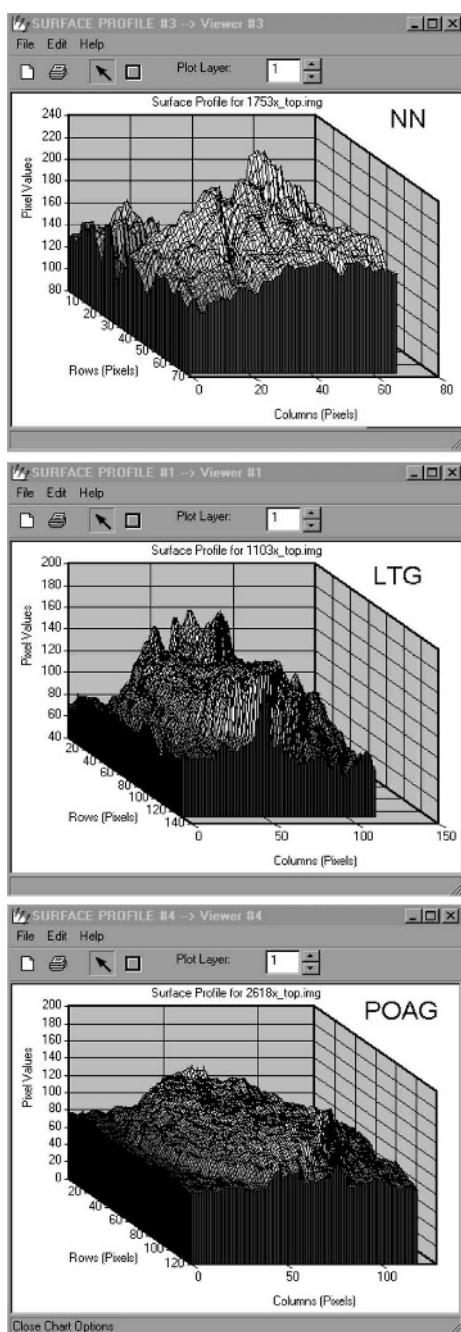 SURFACE PROFILE #3 --> Viewer #3
File Edit Help
Plot Layer: 1
Surface Profile for 1753x_top.img
NN
Pixel Values
240
220
200
180
160
140
120
100
80
10
20
30
40
50
60
70
Rows (Pixels)
0 20 40 60 80
Columns (Pixels)
SURFACE PROFILE #1 --> Viewer #1
File Edit Help
Plot Layer: 1
Surface Profile for 1103x_top.img
LTG
Pixel Values
200
180
160
140
120
100
80
60
40
20
40
60
80
100
120
140
Rows (Pixels)
0 50 100 150
Columns (Pixels)
SURFACE PROFILE #4 --> Viewer #4
File Edit Help
Plot Layer: 1
Surface Profile for 2618x_top.img
POAG
Pixel Values
200
180
160
140
120
100
80
60
40
20
0
20
40
60
80
100
120
Rows (Pixels)
0 50 100
Columns (Pixels)
Close Chart Options